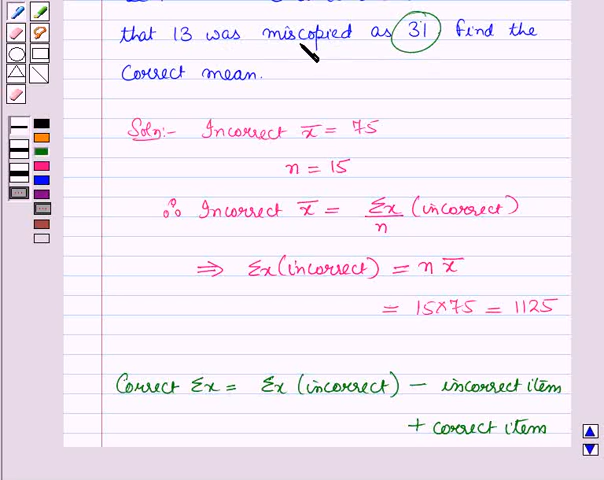 that 13 was miscopied as 31 find the
correct mean.
Soln:- Incorrect x̅ = 75
n = 15
∴ Incorrect x̅ = Σx/n (incorrect)
⇒ Σx (incorrect) = n x̅
= 15×75 = 1125
Correct Σx = Σx (incorrect) − incorrect item
+ correct item